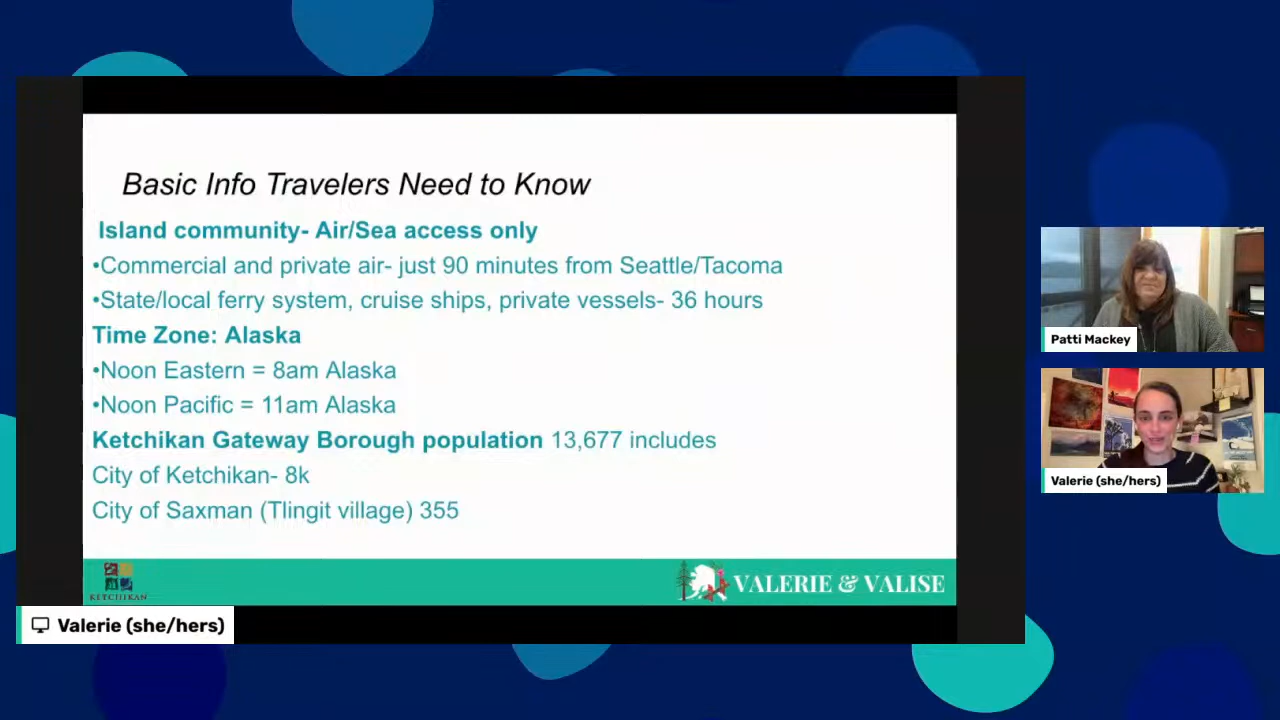 Basic Info Travelers Need to Know
Island community- Air/Sea access only
•Commercial and private air- just 90 minutes from Seattle/Tacoma
•State/local ferry system, cruise ships, private vessels- 36 hours
Time Zone: Alaska
•Noon Eastern = 8am Alaska
•Noon Pacific = 11am Alaska
Ketchikan Gateway Borough population 13,677 includes
City of Ketchikan- 8k
City of Saxman (Tlingit village) 355
KETCHIKAN
VALERIE & VALISE
Valerie (she/hers)
Patti Mackey
Valerie (she/hers)